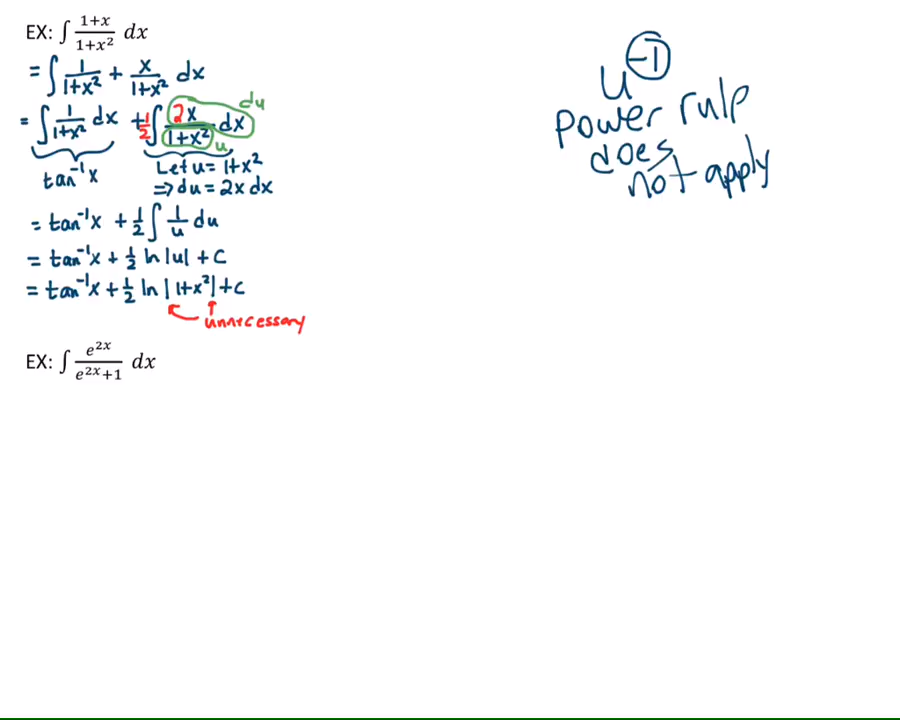 EX: ∫ 1+x / 1+x² dx
= ∫ 1/1+x² + x/1+x² dx
= ∫ 1/1+x² dx + 1/2 ∫ 2x/1+x² dx
du
u
tan⁻¹x
Let u = 1+x²
⇒ du = 2x dx
= tan⁻¹x + 1/2 ∫ 1/u du
= tan⁻¹x + 1/2 ln|u| + C
= tan⁻¹x + 1/2 ln|1+x²| + C
unnecessary
EX: ∫ e²ˣ / e²ˣ+1 dx
u⁻¹
Power rule
does
not apply